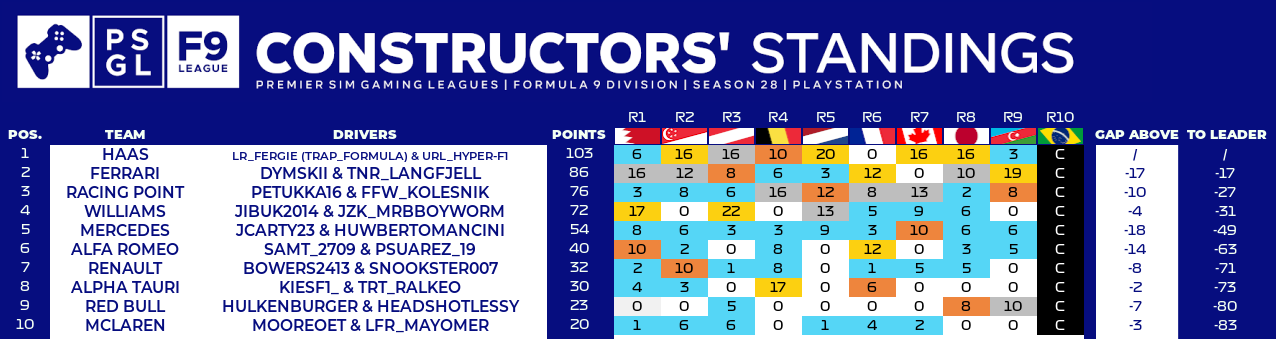 PS
GL
F9
LEAGUE
CONSTRUCTORS' STANDINGS
PREMIER SIM GAMING LEAGUES | FORMULA 9 DIVISION | SEASON 28 | PLAYSTATION
R1 R2 R3 R4 R5 R6 R7 R8 R9 R10
POS. TEAM DRIVERS POINTS GAP ABOVE TO LEADER
1 HAAS LR_FERGIE (TRAP_FORMULA) & URL_HYPER-F1 103 6 16 16 10 20 0 16 16 3 C / /
2 FERRARI DYMSKII & TNR_LANGFJELL 86 16 12 8 6 3 12 0 10 19 C -17 -17
3 RACING POINT PETUKKA16 & FFW_KOLESNIK 76 3 8 6 16 12 8 13 2 8 C -10 -27
4 WILLIAMS JIBUK2014 & JZK_MRBBOYWORM 72 17 0 22 0 13 5 9 6 0 C -4 -31
5 MERCEDES JCARTY23 & HUWBERTOMANCINI 54 8 6 3 3 9 3 10 6 6 C -18 -49
6 ALFA ROMEO SAMT_2709 & PSUAREZ_19 40 10 2 0 8 0 12 0 3 5 C -14 -63
7 RENAULT BOWERS2413 & SNOOKSTER007 32 2 10 1 8 0 1 5 5 0 C -8 -71
8 ALPHA TAURI KIESF1_ & TRT_RALKEO 30 4 3 0 17 0 6 0 0 0 C -2 -73
9 RED BULL HULKENBURGER & HEADSHOTLESSY 23 0 0 5 0 0 0 0 8 10 C -7 -80
10 MCLAREN MOOREOET & LFR_MAYOMER 20 1 6 6 0 1 4 2 0 0 C -3 -83